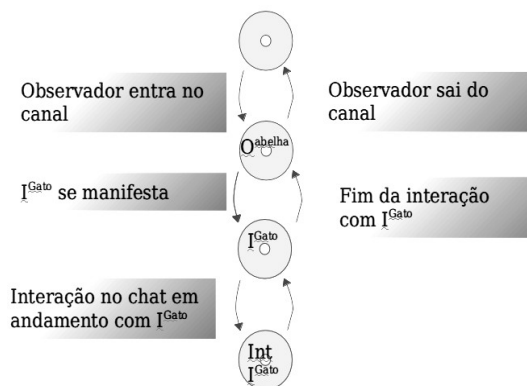 Observador entra no
canal
Observador sai do
canal
O^abelha
I^Gato se manifesta
Fim da interação
com I^Gato
I^Gato
Interação no chat em
andamento com I^Gato
Int
I^Gato